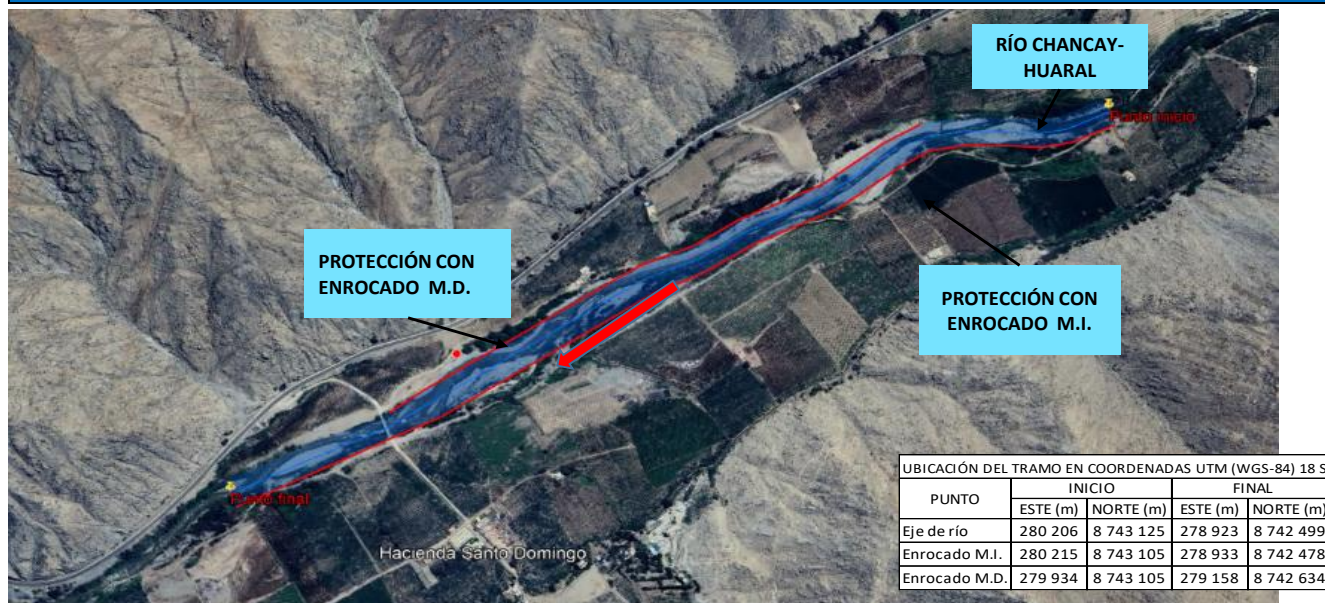 RÍO CHANCAY-
HUARAL
Punto inicio
PROTECCIÓN CON
ENROCADO M.D.
PROTECCIÓN CON
ENROCADO M.I.
Punto final
Hacienda Santo Domingo
UBICACIÓN DEL TRAMO EN COORDENADAS UTM (WGS-84) 18 S
PUNTO INICIO FINAL
ESTE (m) NORTE (m) ESTE (m) NORTE (m)
Eje de río 280 206 8 743 125 278 923 8 742 499
Enrocado M.I. 280 215 8 743 105 278 933 8 742 478
Enrocado M.D. 279 934 8 743 105 279 158 8 742 634